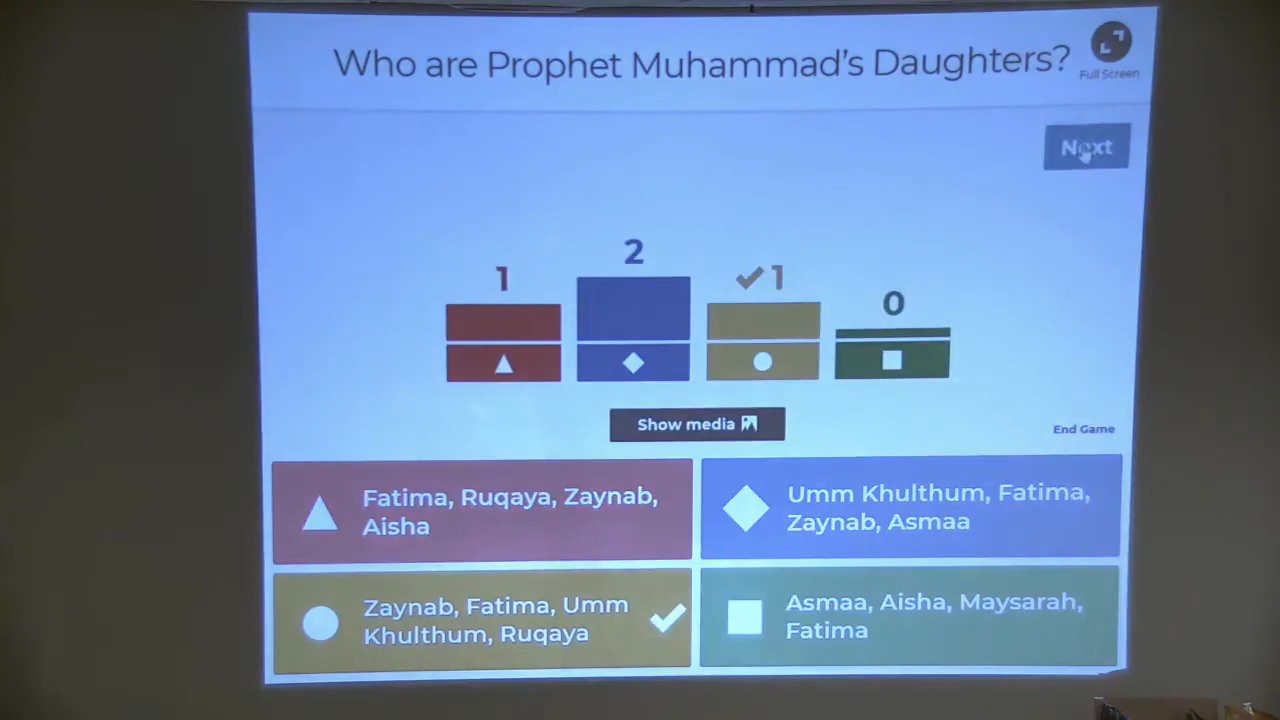 Who are Prophet Muhammad's Daughters?
Full Screen
Next
1
2
1
0
Show media
End Game
Fatima, Ruqaya, Zaynab,
Aisha
Umm Khulthum, Fatima,
Zaynab, Asmaa
Zaynab, Fatima, Umm
Khulthum, Ruqaya
Asmaa, Aisha, Maysarah,
Fatima